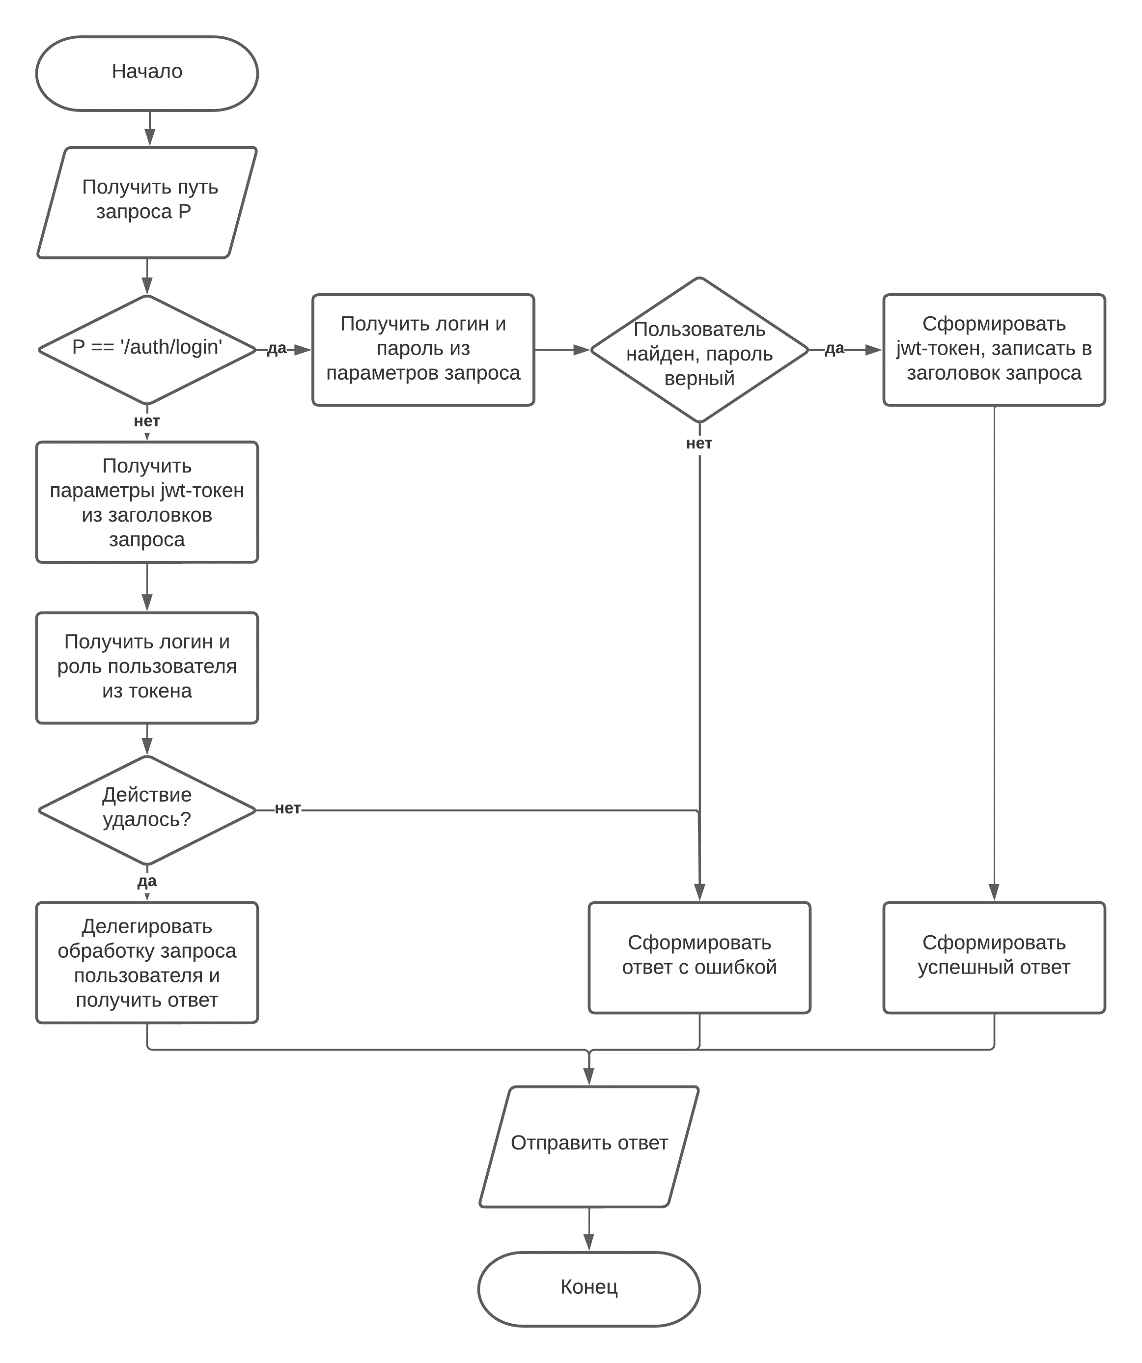 Начало
Получить путь
запроса P
P == '/auth/login'
да
Получить логин и
пароль из
параметров запроса
Пользователь
найден, пароль
верный
да
Сформировать
jwt-токен, записать в
заголовок запроса
нет
нет
Получить
параметры jwt-токен
из заголовков
запроса
Получить логин и
роль пользователя
из токена
Действие
удалось?
нет
да
Делегировать
обработку запроса
пользователя и
получить ответ
Сформировать
ответ с ошибкой
Сформировать
успешный ответ
Отправить ответ
Конец